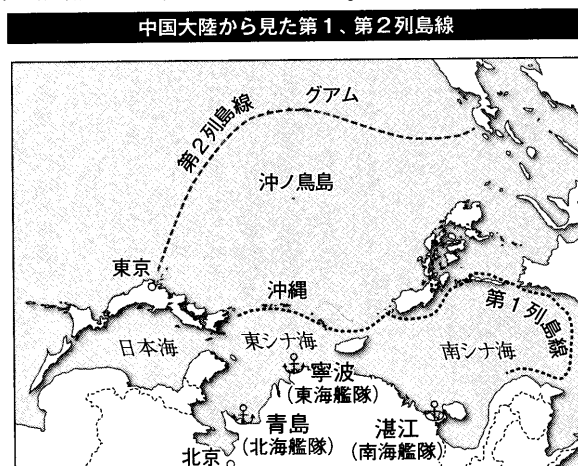 中国大陸から見た第1、第2列島線
グアム
第2列島線
沖ノ鳥島
東京
沖縄
第1列島線
日本海
東シナ海
南シナ海
寧波
(東海艦隊)
青島
(北海艦隊)
湛江
(南海艦隊)
北京